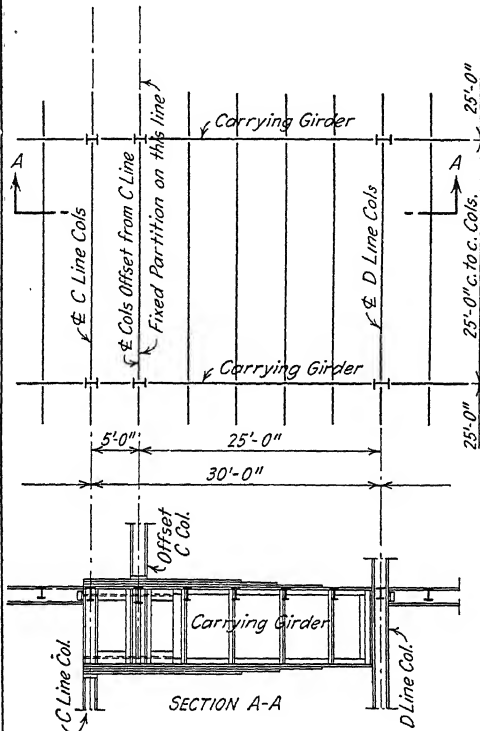 Carrying Girder
A
A
℄ C Line Cols
℄ Cols Offset from C Line
Fixed Partition on this line
℄ D Line Cols
25'-0"
25'-0" c. to c. Cols.
25'-0"
Carrying Girder
5'-0"
25'-0"
30'-0"
Offset
C Col.
Carrying Girder
C Line Col.
SECTION A-A
D Line Col.